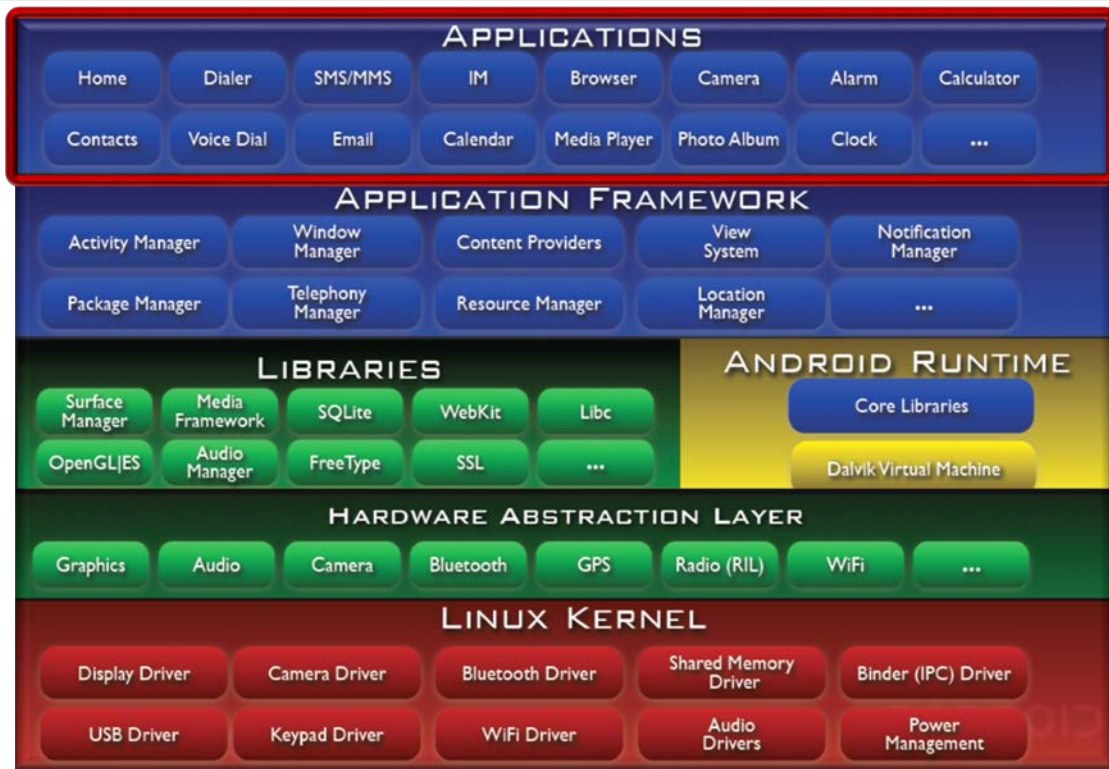 APPLICATIONS
Home Dialer SMS/MMS IM Browser Camera Alarm Calculator
Contacts Voice Dial Email Calendar Media Player Photo Album Clock ...
APPLICATION FRAMEWORK
Activity Manager
Window
Manager
Content Providers
View
System
Notification
Manager
Package Manager
Telephony
Manager
Resource Manager
Location
Manager
...
LIBRARIES
Surface
Manager
Media
Framework
SQLite
WebKit
Libc
OpenGL|ES
Audio
Manager
FreeType
SSL
...
ANDROID RUNTIME
Core Libraries
Dalvik Virtual Machine
HARDWARE ABSTRACTION LAYER
Graphics Audio Camera Bluetooth GPS Radio (RIL) WiFi ...
LINUX KERNEL
Display Driver
Camera Driver
Bluetooth Driver
Shared Memory
Driver
Binder (IPC) Driver
USB Driver
Keypad Driver
WiFi Driver
Audio
Drivers
Power
Management